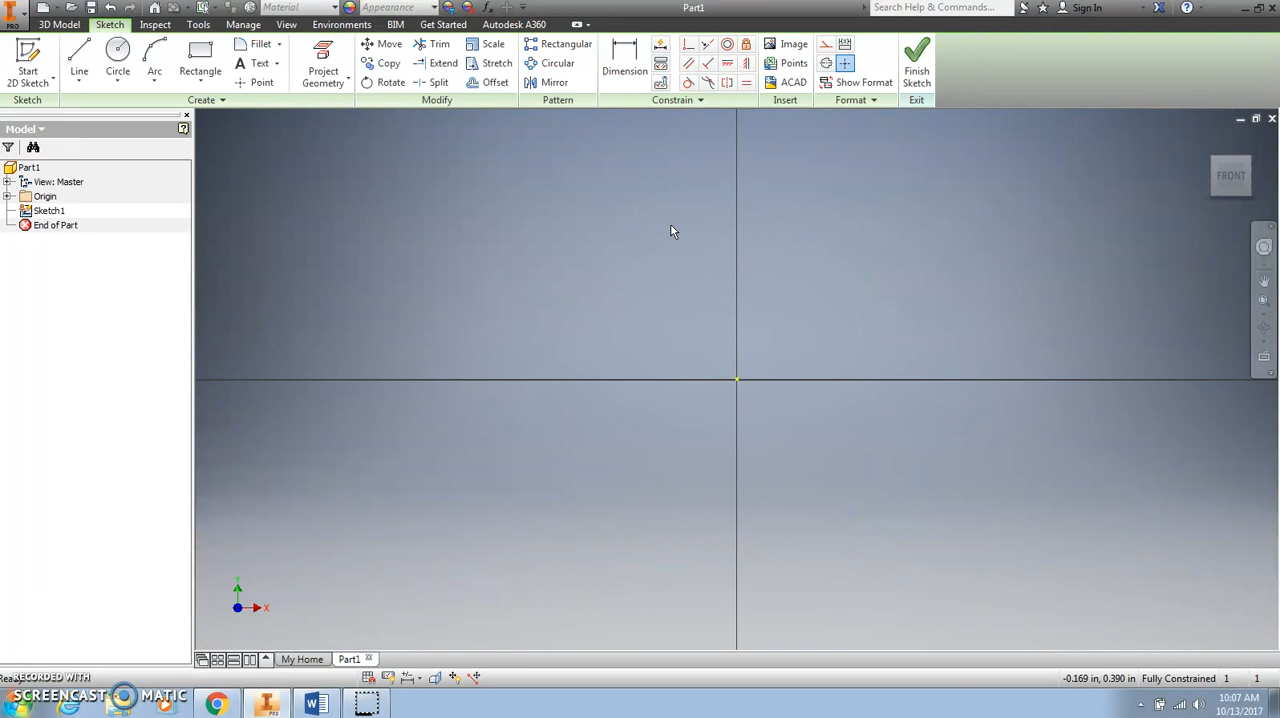 Material
Appearance
Part1
Search Help & Commands...
Sign In
PRO
3D Model
Sketch
Inspect
Tools
Manage
View
Environments
BIM
Get Started
Autodesk A360
Start
2D Sketch
Line
Circle
Arc
Rectangle
Fillet
Text
Point
Project
Geometry
Move
Copy
Rotate
Trim
Extend
Split
Scale
Stretch
Offset
Rectangular
Circular
Mirror
Dimension
Image
Points
ACAD
Show Format
Finish
Sketch
Sketch
Create
Modify
Pattern
Constrain
Insert
Format
Exit
Model
Part1
View: Master
Origin
Sketch1
End of Part
FRONT
Y
X
My Home
Part1
RECORDED WITH
SCREENCAST MATIC
-0.169 in, 0.390 in
Fully Constrained
1
1
PRO
10:07 AM
10/13/2017